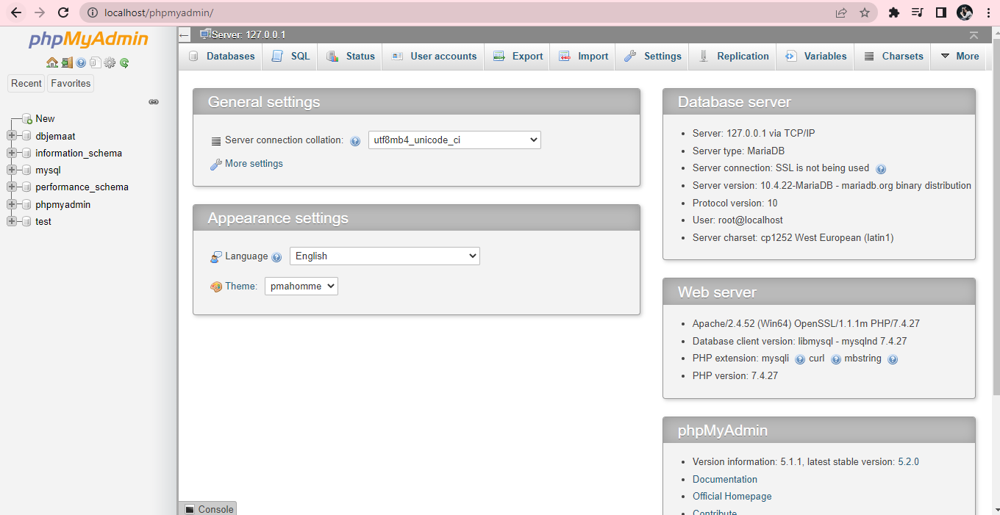 localhost/phpmyadmin/
phpMyAdmin
Recent Favorites
New
dbjemaat
information_schema
mysql
performance_schema
phpmyadmin
test
Server: 127.0.0.1
Databases SQL Status User accounts Export Import Settings Replication Variables Charsets More
General settings
Server connection collation: utf8mb4_unicode_ci
More settings
Appearance settings
Language English
Theme: pmahomme
Database server
Server: 127.0.0.1 via TCP/IP
Server type: MariaDB
Server connection: SSL is not being used
Server version: 10.4.22-MariaDB - mariadb.org binary distribution
Protocol version: 10
User: root@localhost
Server charset: cp1252 West European (latin1)
Web server
Apache/2.4.52 (Win64) OpenSSL/1.1.1m PHP/7.4.27
Database client version: libmysql - mysqlnd 7.4.27
PHP extension: mysqli curl mbstring
PHP version: 7.4.27
phpMyAdmin
Version information: 5.1.1, latest stable version: 5.2.0
Documentation
Official Homepage
Contribute
Console